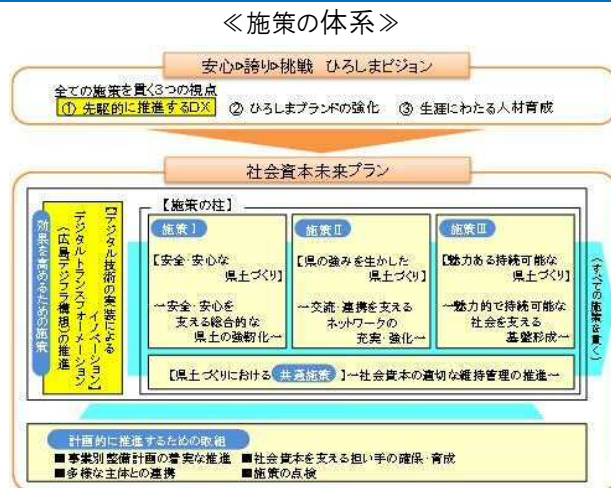 ≪施策の体系≫
安心▷誇り▷挑戦 ひろしまビジョン
全ての施策を貫く3つの視点
① 先駆的に推進するDX ② ひろしまブランドの強化 ③ 生涯にわたる人材育成
社会資本未来プラン
効果を高めるための施策
【デジタル技術の実装による
イノベーション】
デジタルトランスフォーメーション
(広島デジフラ構想)の推進
【施策の柱】
施策Ⅰ
【安全・安心な
県土づくり】
~安全・安心を
支える総合的な
県土の強靭化~
施策Ⅱ
【県の強みを生かした
県土づくり】
~交流・連携を支える
ネットワークの
充実・強化~
施策Ⅲ
【魅力ある持続可能な
県土づくり】
~魅力的で持続可能な
社会を支える
基盤形成~
【県土づくりにおける 共通施策 】~社会資本の適切な維持管理の推進~
(すべての施策を貫く)
計画的に推進するための取組
■事業別整備計画の着実な推進 ■社会資本を支える担い手の確保・育成
■多様な主体との連携 ■施策の点検